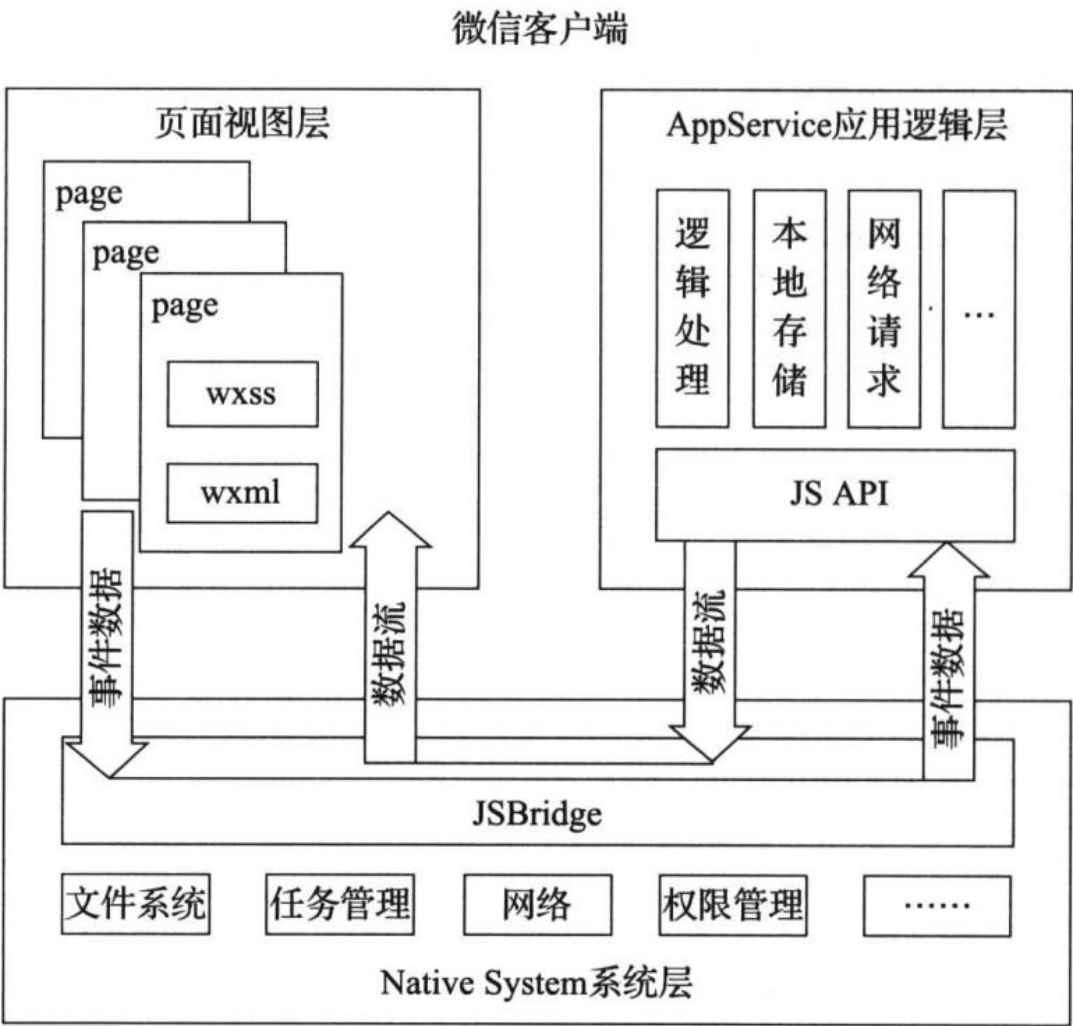 微信客户端
页面视图层
page
page
page
wxss
wxml
AppService应用逻辑层
逻辑处理
本地存储
网络请求
…
JS API
事件数据
数据流
数据流
事件数据
JSBridge
文件系统
任务管理
网络
权限管理
……
Native System系统层